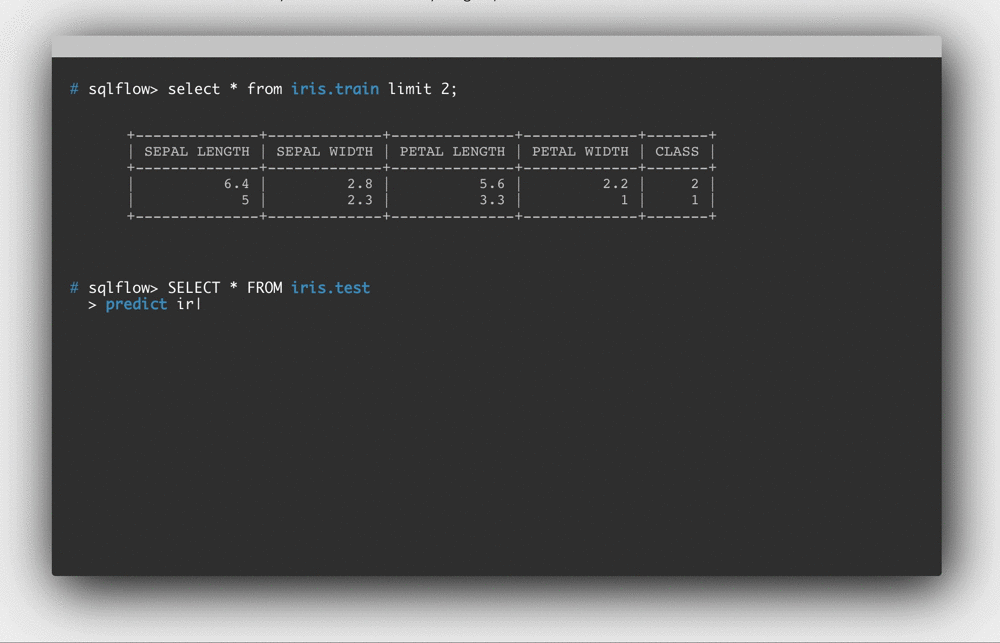 # sqlflow> select * from iris.train limit 2;
+--------------+-------------+--------------+-------------+-------+
| SEPAL LENGTH | SEPAL WIDTH | PETAL LENGTH | PETAL WIDTH | CLASS |
+--------------+-------------+--------------+-------------+-------+
| 6.4 | 2.8 | 5.6 | 2.2 | 2 |
| 5 | 2.3 | 3.3 | 1 | 1 |
+--------------+-------------+--------------+-------------+-------+
# sqlflow> SELECT * FROM iris.test
> predict ir|